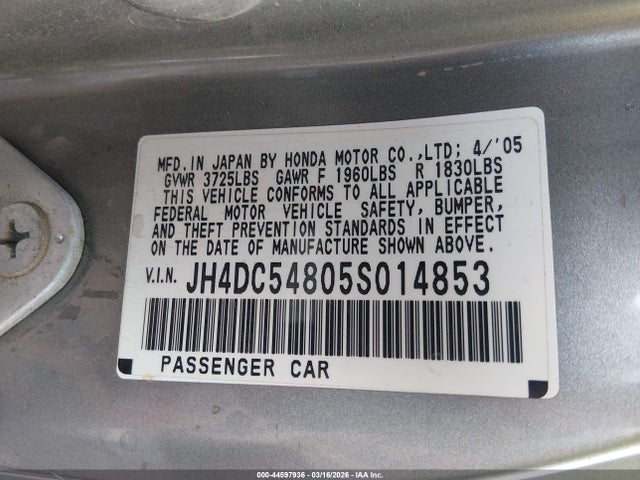 MFD. IN JAPAN BY HONDA MOTOR CO.,LTD; 4/'05
GVWR 3725LBS GAWR F 1960LBS R 1830LBS
THIS VEHICLE CONFORMS TO ALL APPLICABLE
FEDERAL MOTOR VEHICLE SAFETY, BUMPER,
AND THEFT PREVENTION STANDARDS IN EFFECT
ON THE DATE OF MANUFACTURE SHOWN ABOVE.
V.I.N. JH4DC54805S014853
PASSENGER CAR
000-44597936 - 03/16/2026 - IAA Inc.